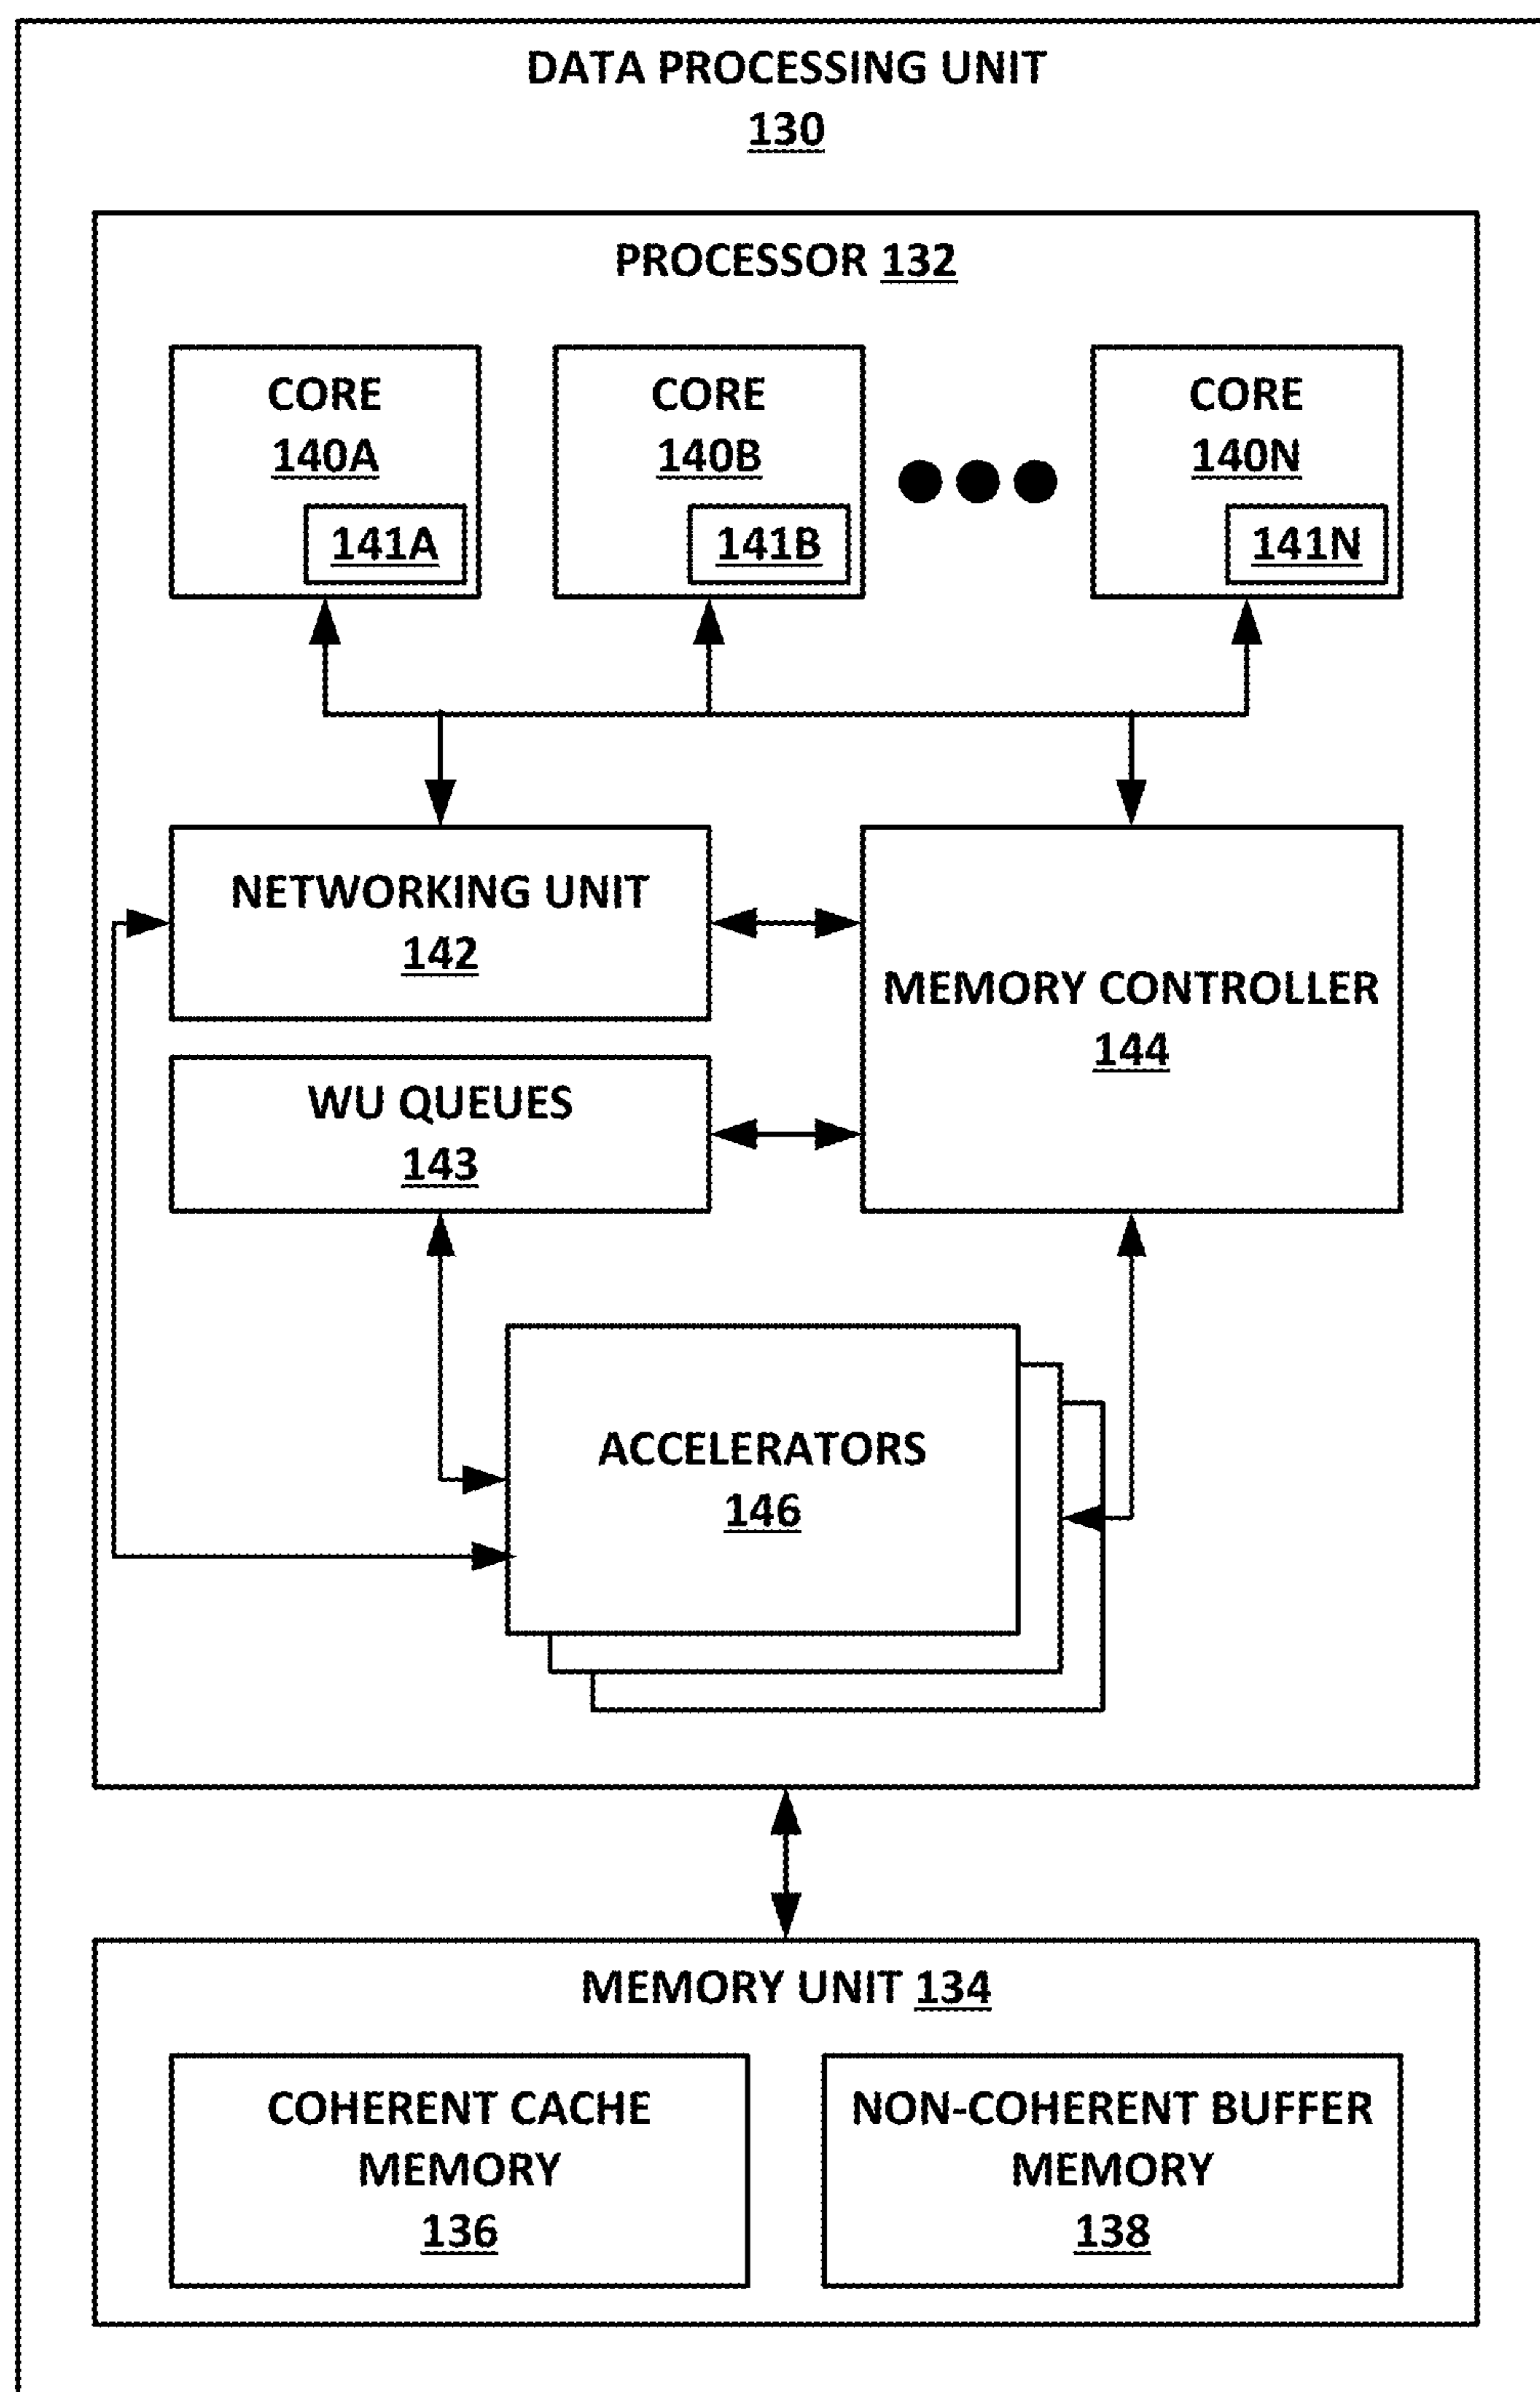 DATA PROCESSING UNIT
130
PROCESSOR 132
CORE
140A
141A
CORE
140B
141B
CORE
140N
141N
NETWORKING UNIT
142
MEMORY CONTROLLER
144
WU QUEUES
143
ACCELERATORS
146
MEMORY UNIT 134
COHERENT CACHE
MEMORY
136
NON-COHERENT BUFFER
MEMORY
138